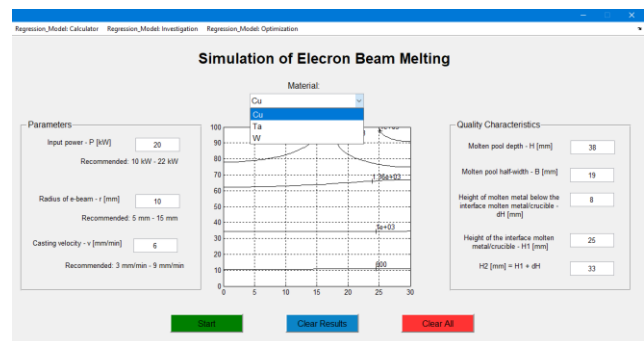 Regression_Model: Calculator Regression_Model: Investigation Regression_Model: Optimization
Simulation of Elecron Beam Melting
Material:
Cu
Cu
Ta
W
Parameters
Input power - P [kW] 20
Recommended: 10 kW - 22 kW
Radius of e-beam - r [mm] 10
Recommended: 5 mm - 15 mm
Casting velocity - v [mm/min] 6
Recommended: 3 mm/min - 9 mm/min
100
90
80
70
60
50
40
30
20
10
0
1.36e+03
1e+03
600
0 5 10 15 20 25 30
Quality Characteristics
Molten pool depth - H [mm] 38
Molten pool half-width - B [mm] 19
Height of molten metal below the
interface molten metal/crucible -
dH [mm] 8
Height of the interface molten
metal/crucible - H1 [mm] 25
H2 [mm] = H1 + dH 33
Start Clear Results Clear All